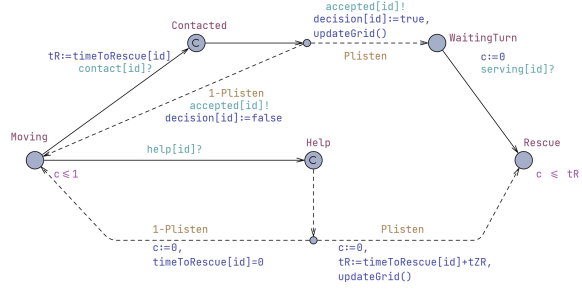 accepted[id]!
Contacted
decision[id]:=true,
updateGrid()
WaitingTurn
tR:=timeToRescue[id]
C
Plisten
c:=0
contact[id]?
serving[id]?
1-Plisten
accepted[id]!
decision[id]:=false
Moving
Help
Rescue
help[id]?
C
c⩽1
c ⩽ tR
1-Plisten
Plisten
c:=0,
timeToRescue[id]=0
c:=0,
tR:=timeToRescue[id]+tZR,
updateGrid()